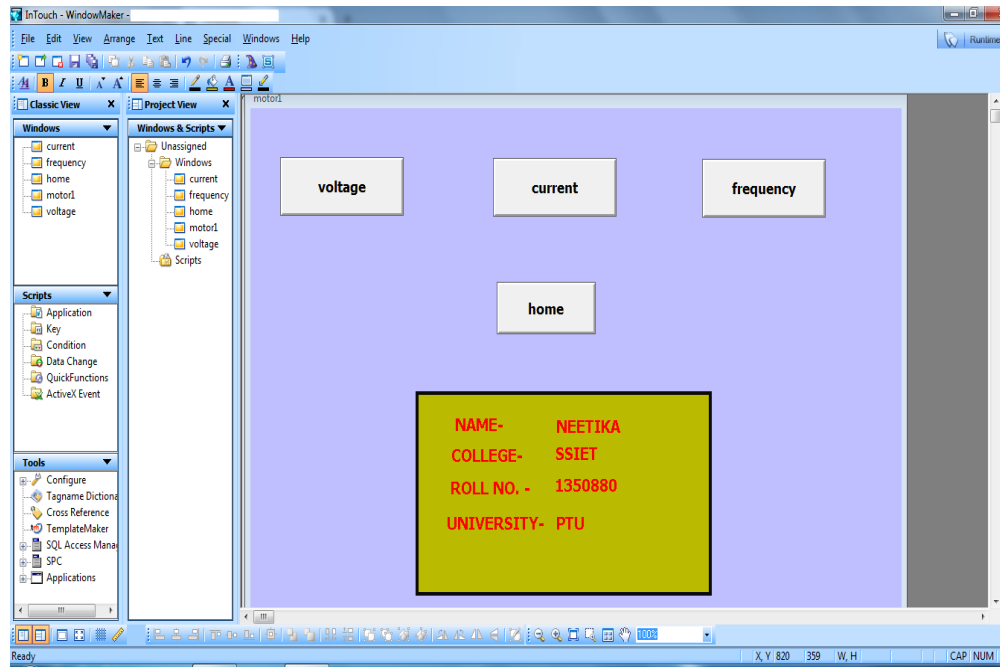 InTouch - WindowMaker -
File Edit View Arrange Text Line Special Windows Help
Runtime
Classic View x
Project View x
motor1
Windows
Windows & Scripts
current
frequency
home
motor1
voltage
Unassigned
Windows
current
frequency
home
motor1
voltage
Scripts
Scripts
Application
Key
Condition
Data Change
QuickFunctions
ActiveX Event
Tools
Configure
Tagname Dictiona
Cross Reference
TemplateMaker
SQL Access Mana
SPC
Applications
voltage
current
frequency
home
NAME- NEETIKA
COLLEGE- SSIET
ROLL NO. - 1350880
UNIVERSITY- PTU
100%
Ready
X, Y 820 359 W, H CAP NUM